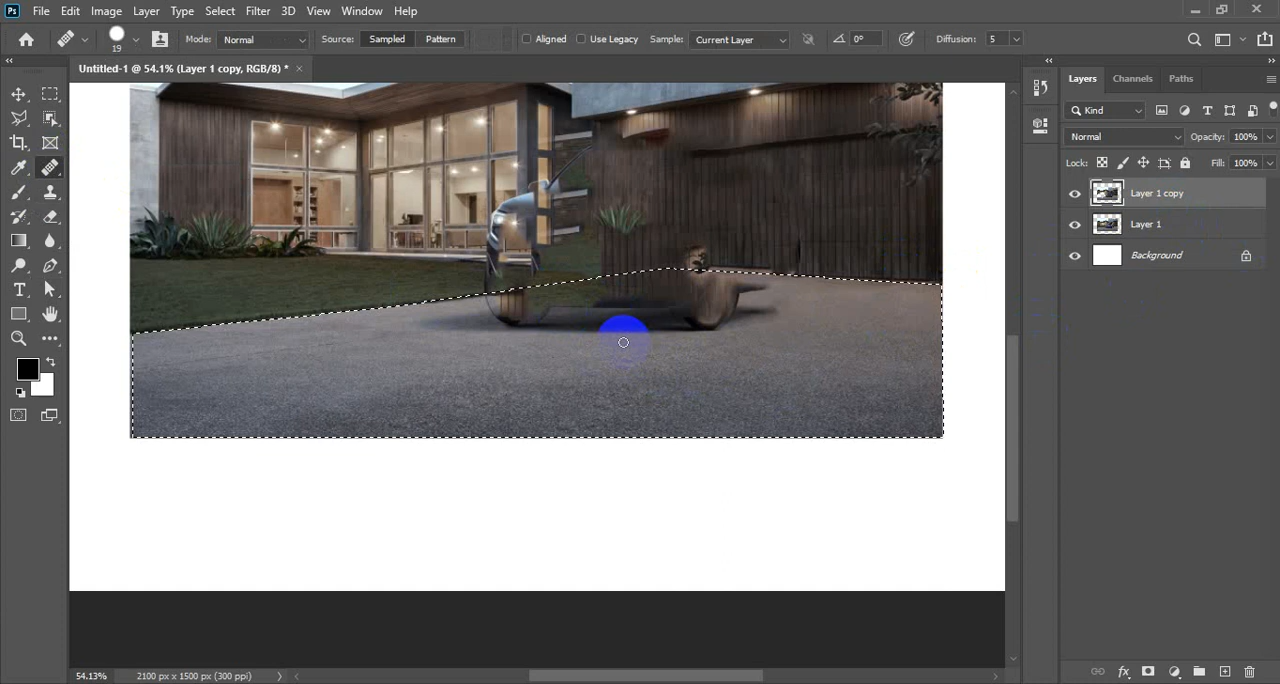 Ps File Edit Image Layer Type Select Filter 3D View Window Help
19 Mode: Normal Source: Sampled Pattern Aligned Use Legacy Sample: Current Layer 0° Diffusion: 5
Untitled-1 @ 54.1% (Layer 1 copy, RGB/8) * ×
Layers Channels Paths
Kind
Normal Opacity: 100%
Lock: Fill: 100%
Layer 1 copy
Layer 1
Background
54.13% 2100 px x 1500 px (300 ppi)